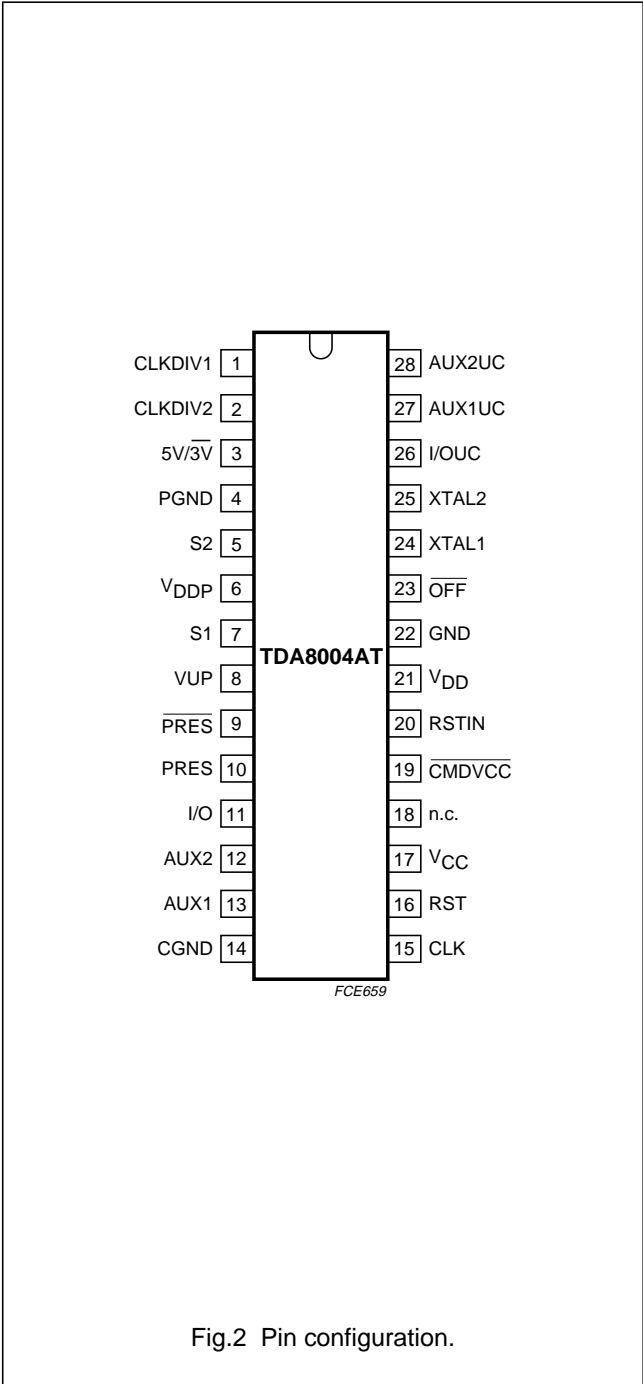 CLKDIV1 1
28 AUX2UC
CLKDIV2 2
27 AUX1UC
5V/3V̅ 3
26 I/OUC
PGND 4
25 XTAL2
S2 5
24 XTAL1
VDDP 6
23 O̅F̅F̅
S1 7
22 GND
TDA8004AT
VUP 8
21 VDD
P̅R̅E̅S̅ 9
20 RSTIN
PRES 10
19 C̅M̅D̅V̅C̅C̅
I/O 11
18 n.c.
AUX2 12
17 VCC
AUX1 13
16 RST
CGND 14
15 CLK
FCE659
Fig.2 Pin configuration.